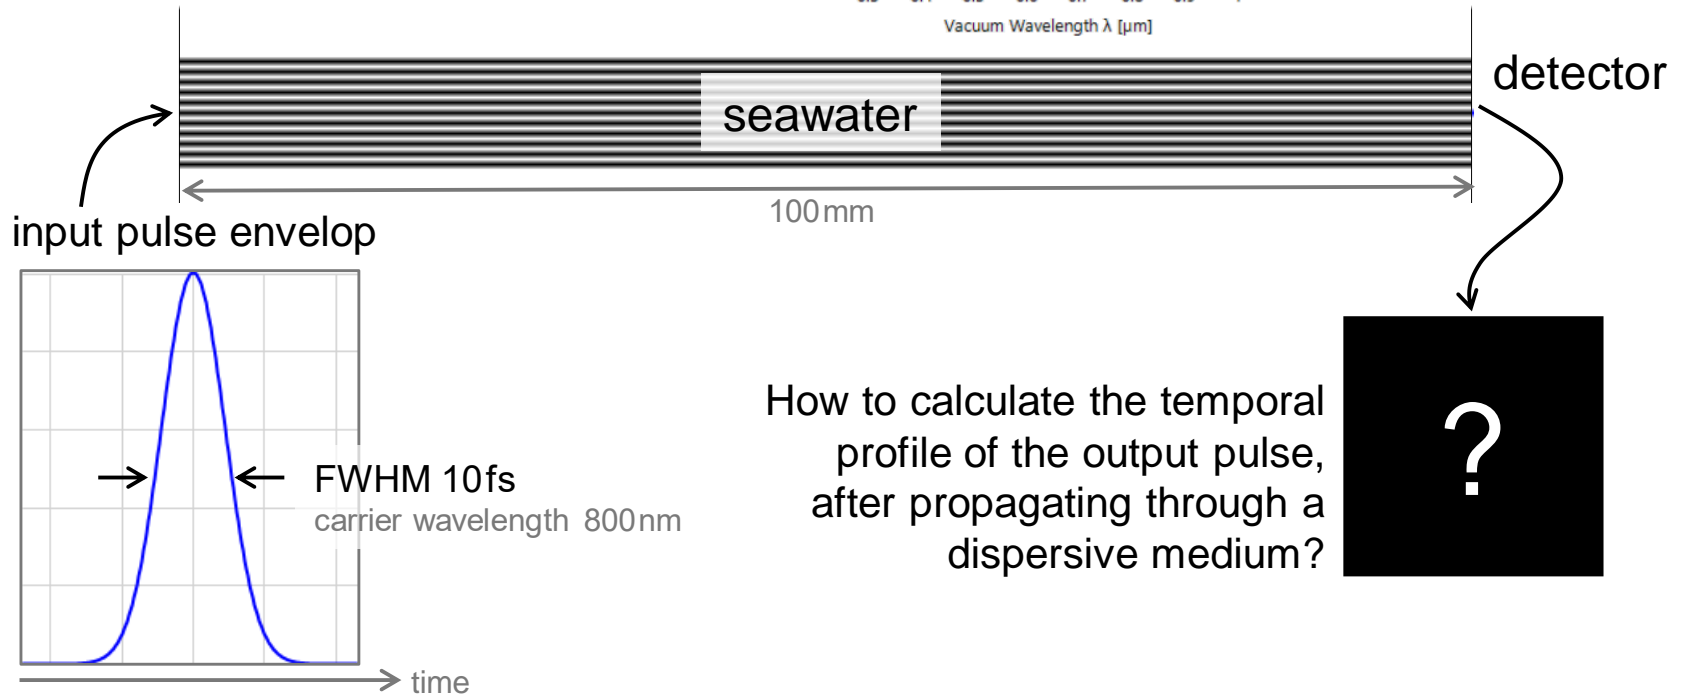 Vacuum Wavelength λ [µm]
detector
seawater
100mm
input pulse envelop
FWHM 10fs
carrier wavelength 800nm
How to calculate the temporal
profile of the output pulse,
after propagating through a
dispersive medium?
?
time